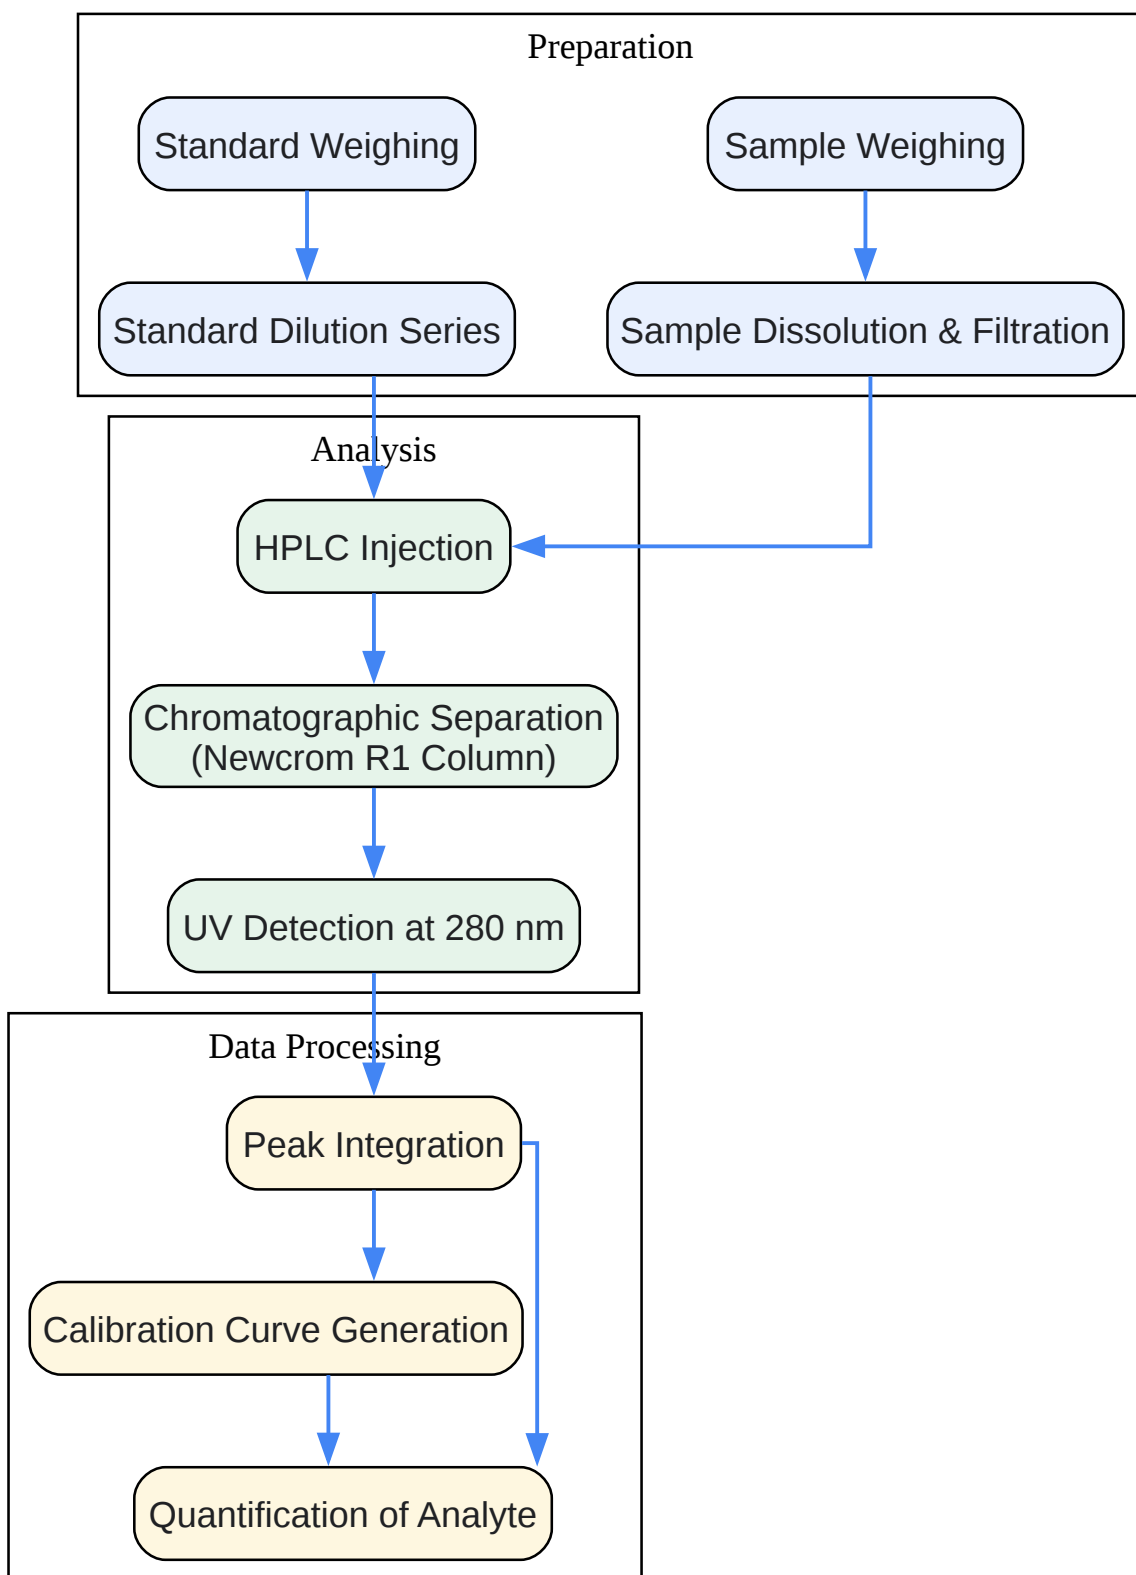 Preparation
Standard Weighing
Sample Weighing
Standard Dilution Series
Sample Dissolution & Filtration
Analysis
HPLC Injection
Chromatographic Separation
(Newcrom R1 Column)
UV Detection at 280 nm
Data Processing
Peak Integration
Calibration Curve Generation
Quantification of Analyte